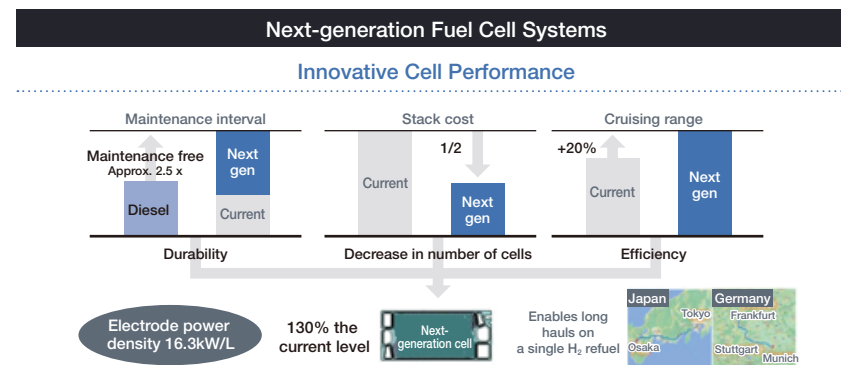 Next-generation Fuel Cell Systems
Innovative Cell Performance
Maintenance interval
Maintenance free
Approx. 2.5 x
Diesel
Next
gen
Current
Durability
Stack cost
Current
1/2
Next
gen
Decrease in number of cells
Cruising range
+20%
Current
Next
gen
Efficiency
Electrode power
density 16.3kW/L
130% the
current level
Next-
generation cell
Enables long
hauls on
a single H₂ refuel
Japan
Tokyo
Osaka
Germany
Frankfurt
Stuttgart
Munich